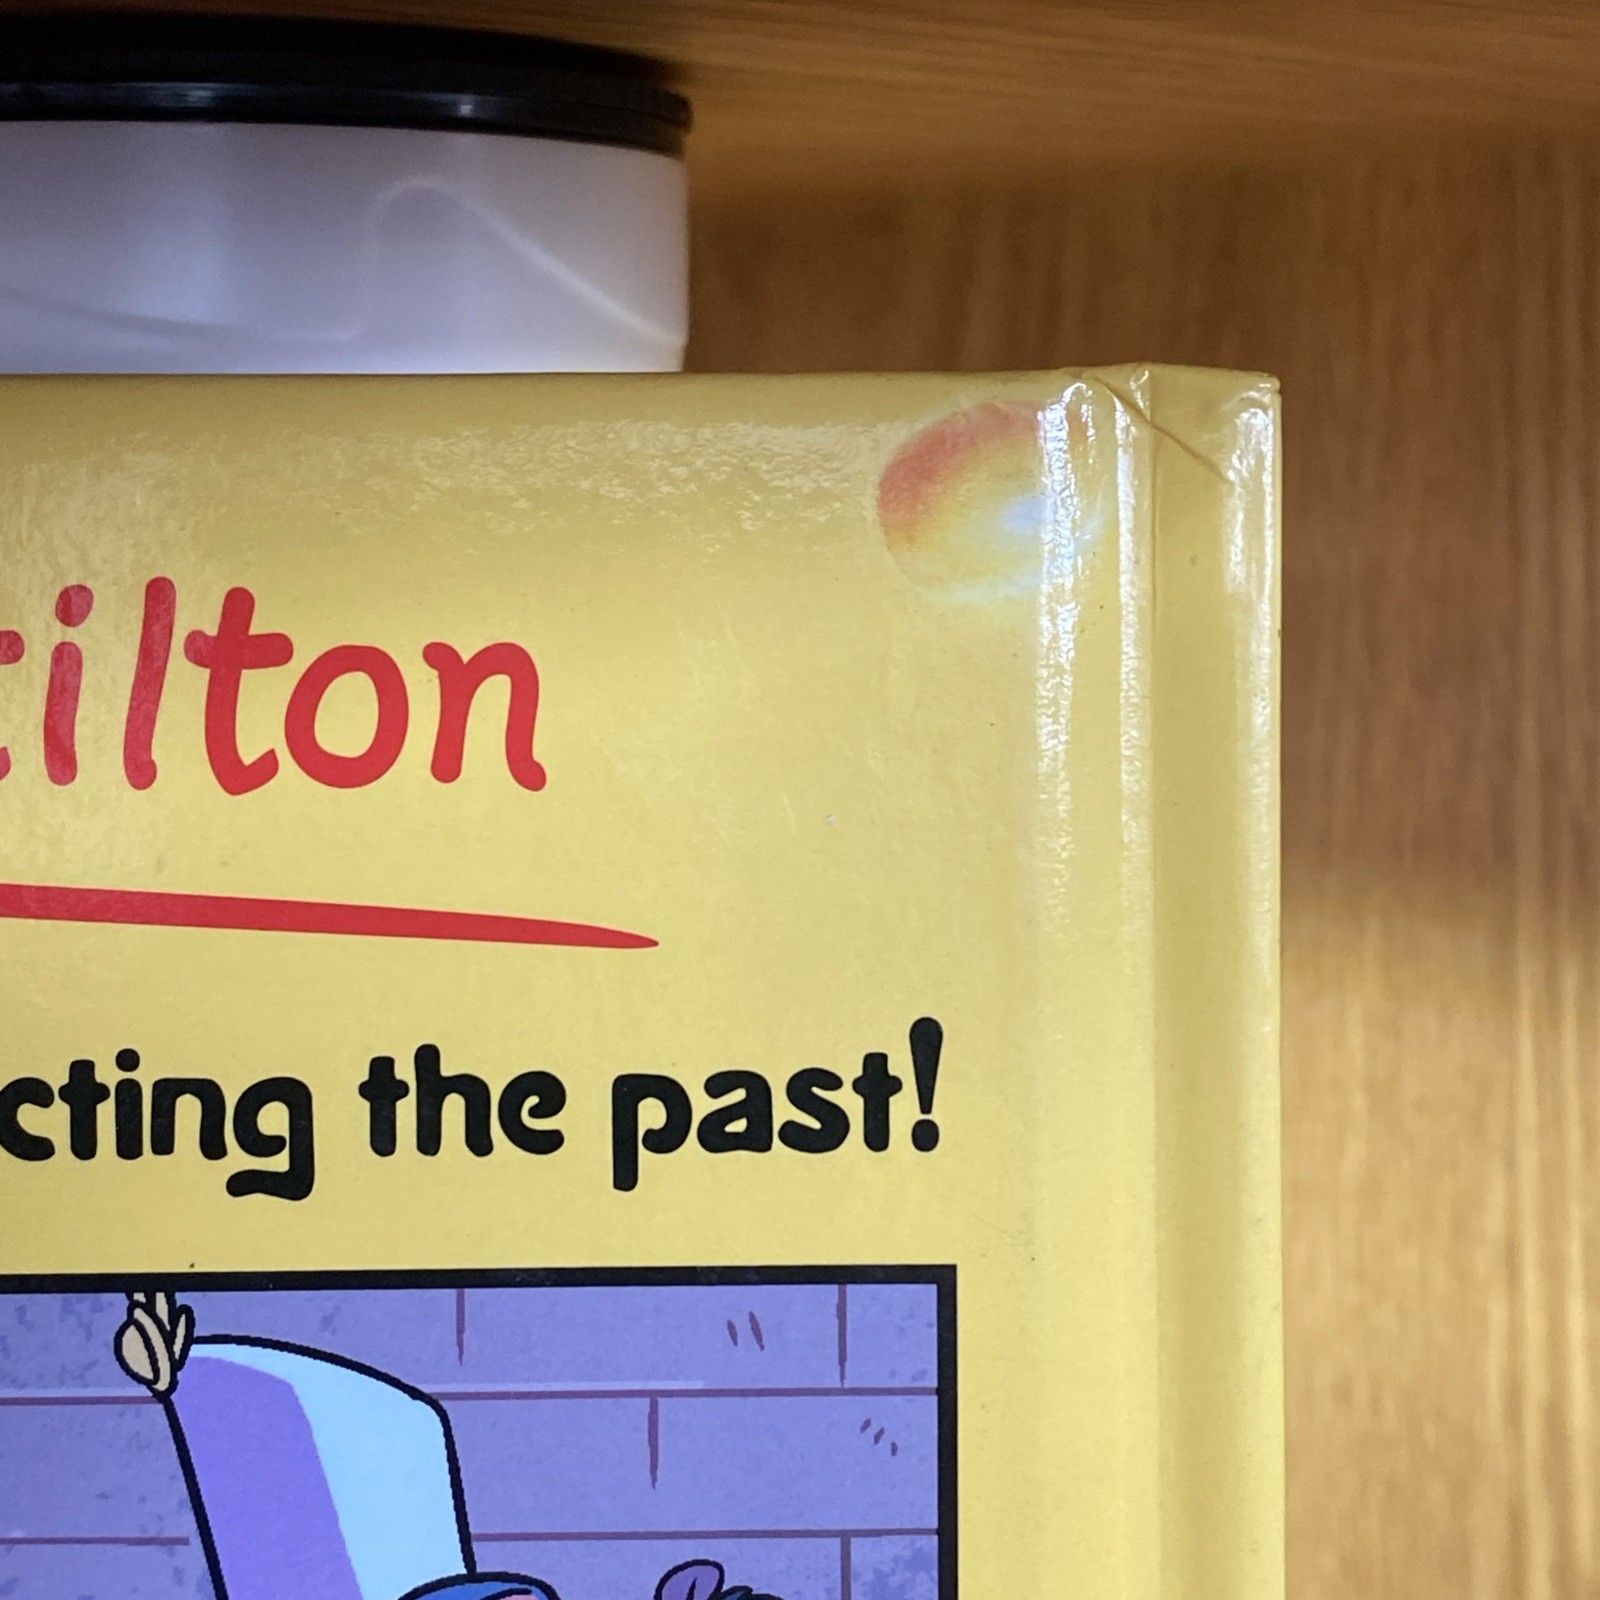 tilton
cting the past!